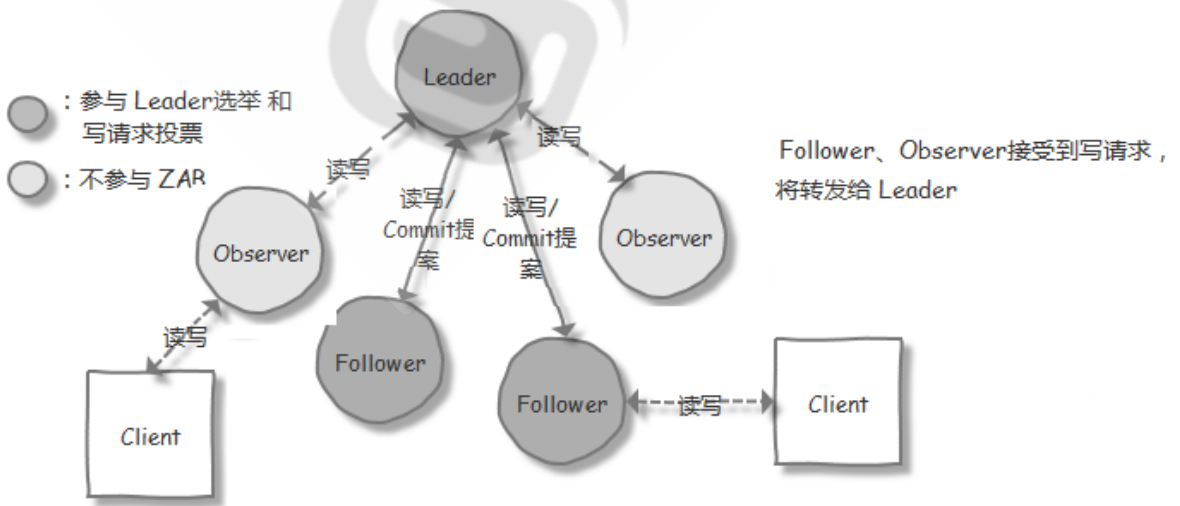 Leader
：参与 Leader选举 和
写请求投票
：不参与 ZAB
读写
读写
Follower、Observer接受到写请求，
将转发给 Leader
读写/
Commit提
案
读写/
Commit提
案
Observer
Observer
读写
Follower
Follower
读写
Client
Client